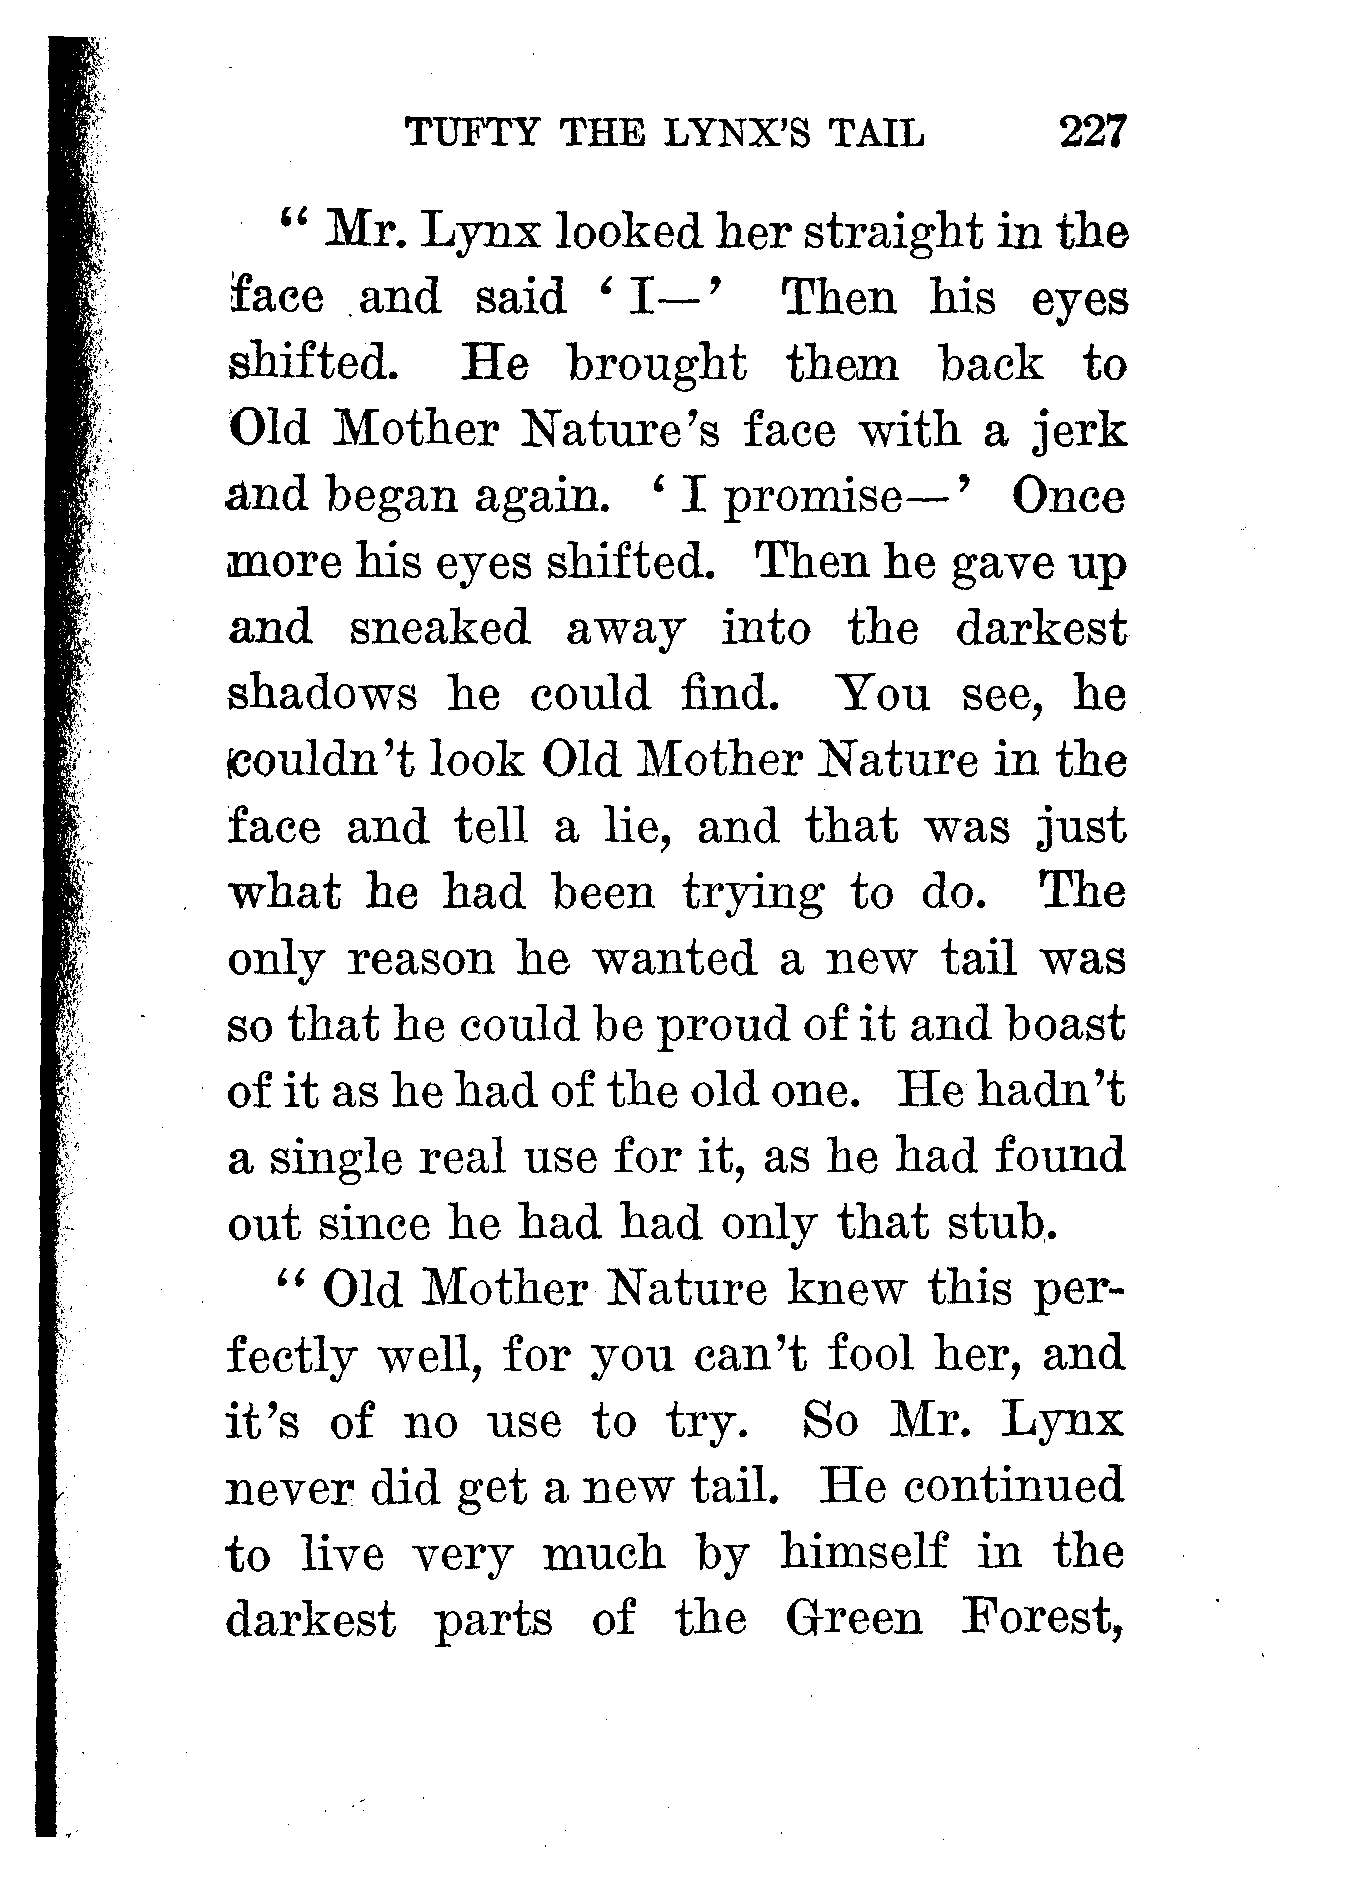 TUFTY THE LYNX'S TAIL 227
“ Mr. Lynx looked her straight in the
face and said ‘ I—’ Then his eyes
shifted. He brought them back to
Old Mother Nature's face with a jerk
and began again. ‘ I promise—’ Once
more his eyes shifted. Then he gave up
and sneaked away into the darkest
shadows he could find. You see, he
couldn't look Old Mother Nature in the
face and tell a lie, and that was just
what he had been trying to do. The
only reason he wanted a new tail was
so that he could be proud of it and boast
of it as he had of the old one. He hadn't
a single real use for it, as he had found
out since he had had only that stub.
“ Old Mother Nature knew this per-
fectly well, for you can't fool her, and
it's of no use to try. So Mr. Lynx
never did get a new tail. He continued
to live very much by himself in the
darkest parts of the Green Forest,